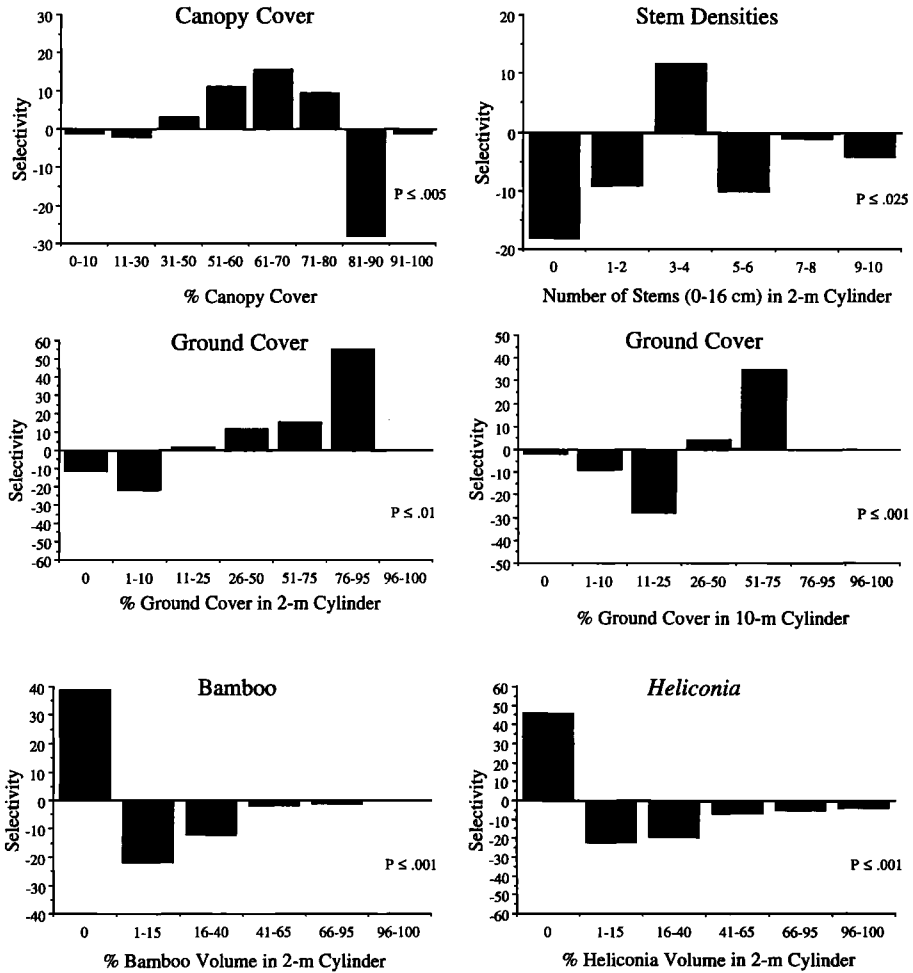 Canopy Cover
30
20
10
0
-10
-20
-30
Selectivity
P ≤ .005
0-10 11-30 31-50 51-60 61-70 71-80 81-90 91-100
% Canopy Cover
Stem Densities
20
10
0
-10
-20
Selectivity
P ≤ .025
0 1-2 3-4 5-6 7-8 9-10
Number of Stems (0-16 cm) in 2-m Cylinder
Ground Cover
60
50
40
30
20
10
0
-10
-20
-30
-40
-50
-60
Selectivity
P ≤ .01
0 1-10 11-25 26-50 51-75 76-95 96-100
% Ground Cover in 2-m Cylinder
Ground Cover
50
40
30
20
10
0
-10
-20
-30
-40
-50
Selectivity
P ≤ .001
0 1-10 11-25 26-50 51-75 76-95 96-100
% Ground Cover in 10-m Cylinder
Bamboo
40
30
20
10
0
-10
-20
-30
-40
Selectivity
P ≤ .001
0 1-15 16-40 41-65 66-95 96-100
% Bamboo Volume in 2-m Cylinder
Heliconia
60
50
40
30
20
10
0
-10
-20
-30
-40
-50
-60
Selectivity
P ≤ .001
0 1-15 16-40 41-65 66-95 96-100
% Heliconia Volume in 2-m Cylinder